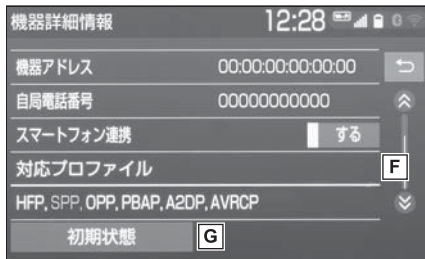 機器詳細情報 12:28
機器アドレス 00:00:00:00:00:00
自局電話番号 00000000000
スマートフォン連携 する
対応プロファイル F
HFP, SPP, OPP, PBAP, A2DP, AVRCP
初期状態 G